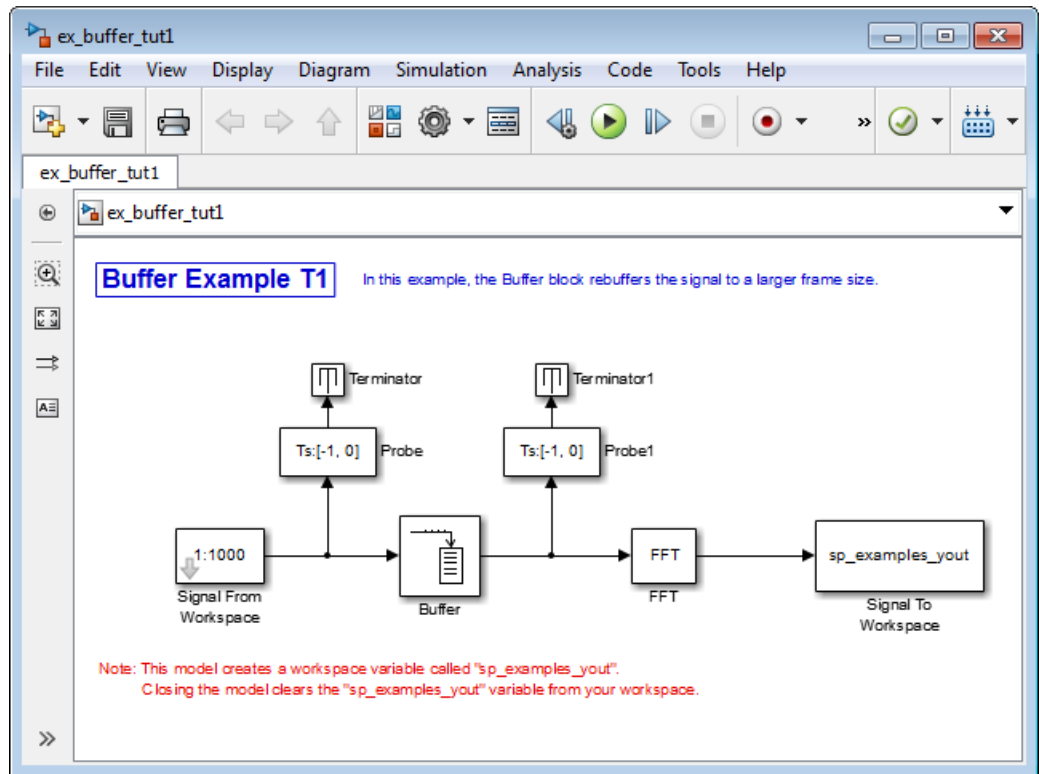 ex_buffer_tut1
File Edit View Display Diagram Simulation Analysis Code Tools Help
ex_buffer_tut1
ex_buffer_tut1
Buffer Example T1
In this example, the Buffer block rebuffers the signal to a larger frame size.
Terminator
Terminator1
Ts:[-1, 0]
Probe
Ts:[-1, 0]
Probe1
1:1000
FFT
sp_examples_yout
Signal From
Workspace
Buffer
FFT
Signal To
Workspace
Note: This model creates a workspace variable called "sp_examples_yout".
Closing the model clears the "sp_examples_yout" variable from your workspace.